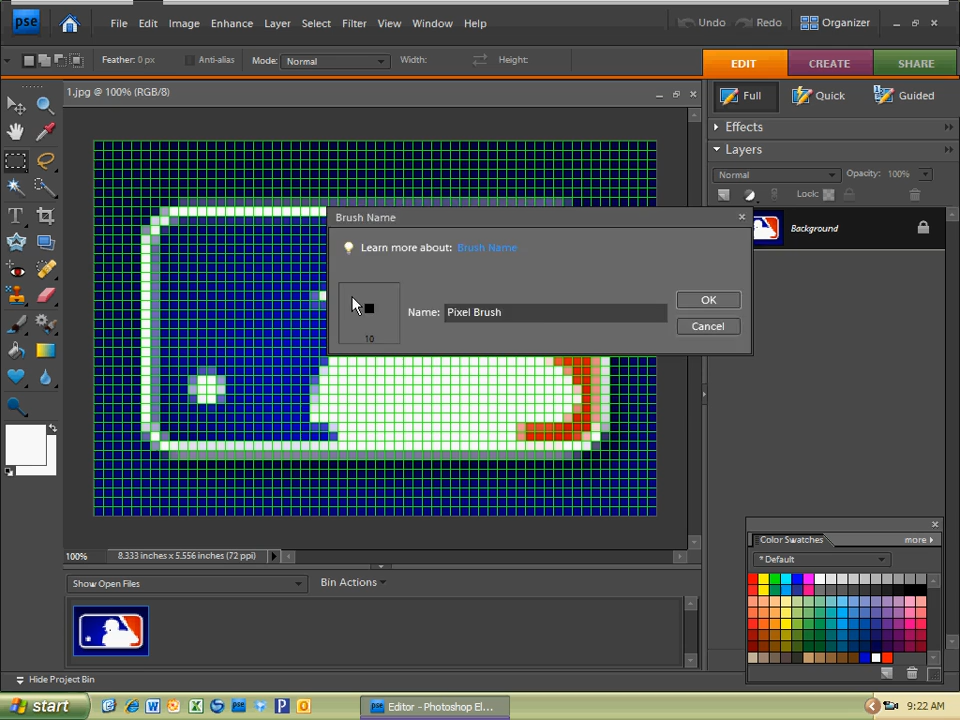 pse File Edit Image Enhance Layer Select Filter View Window Help Undo Redo Organizer
Feather: 0 px Anti-alias Mode: Normal Width: Height: EDIT CREATE SHARE
1.jpg @ 100% (RGB/8)
Full Quick Guided
Effects
Layers
Normal Opacity: 100%
Lock:
Background
Brush Name
Learn more about: Brush Name
Name: Pixel Brush
10
OK
Cancel
100% 8.333 inches x 5.556 inches (72 ppi)
Show Open Files Bin Actions
Color Swatches more
* Default
Hide Project Bin
start Editor - Photoshop El... 9:22 AM